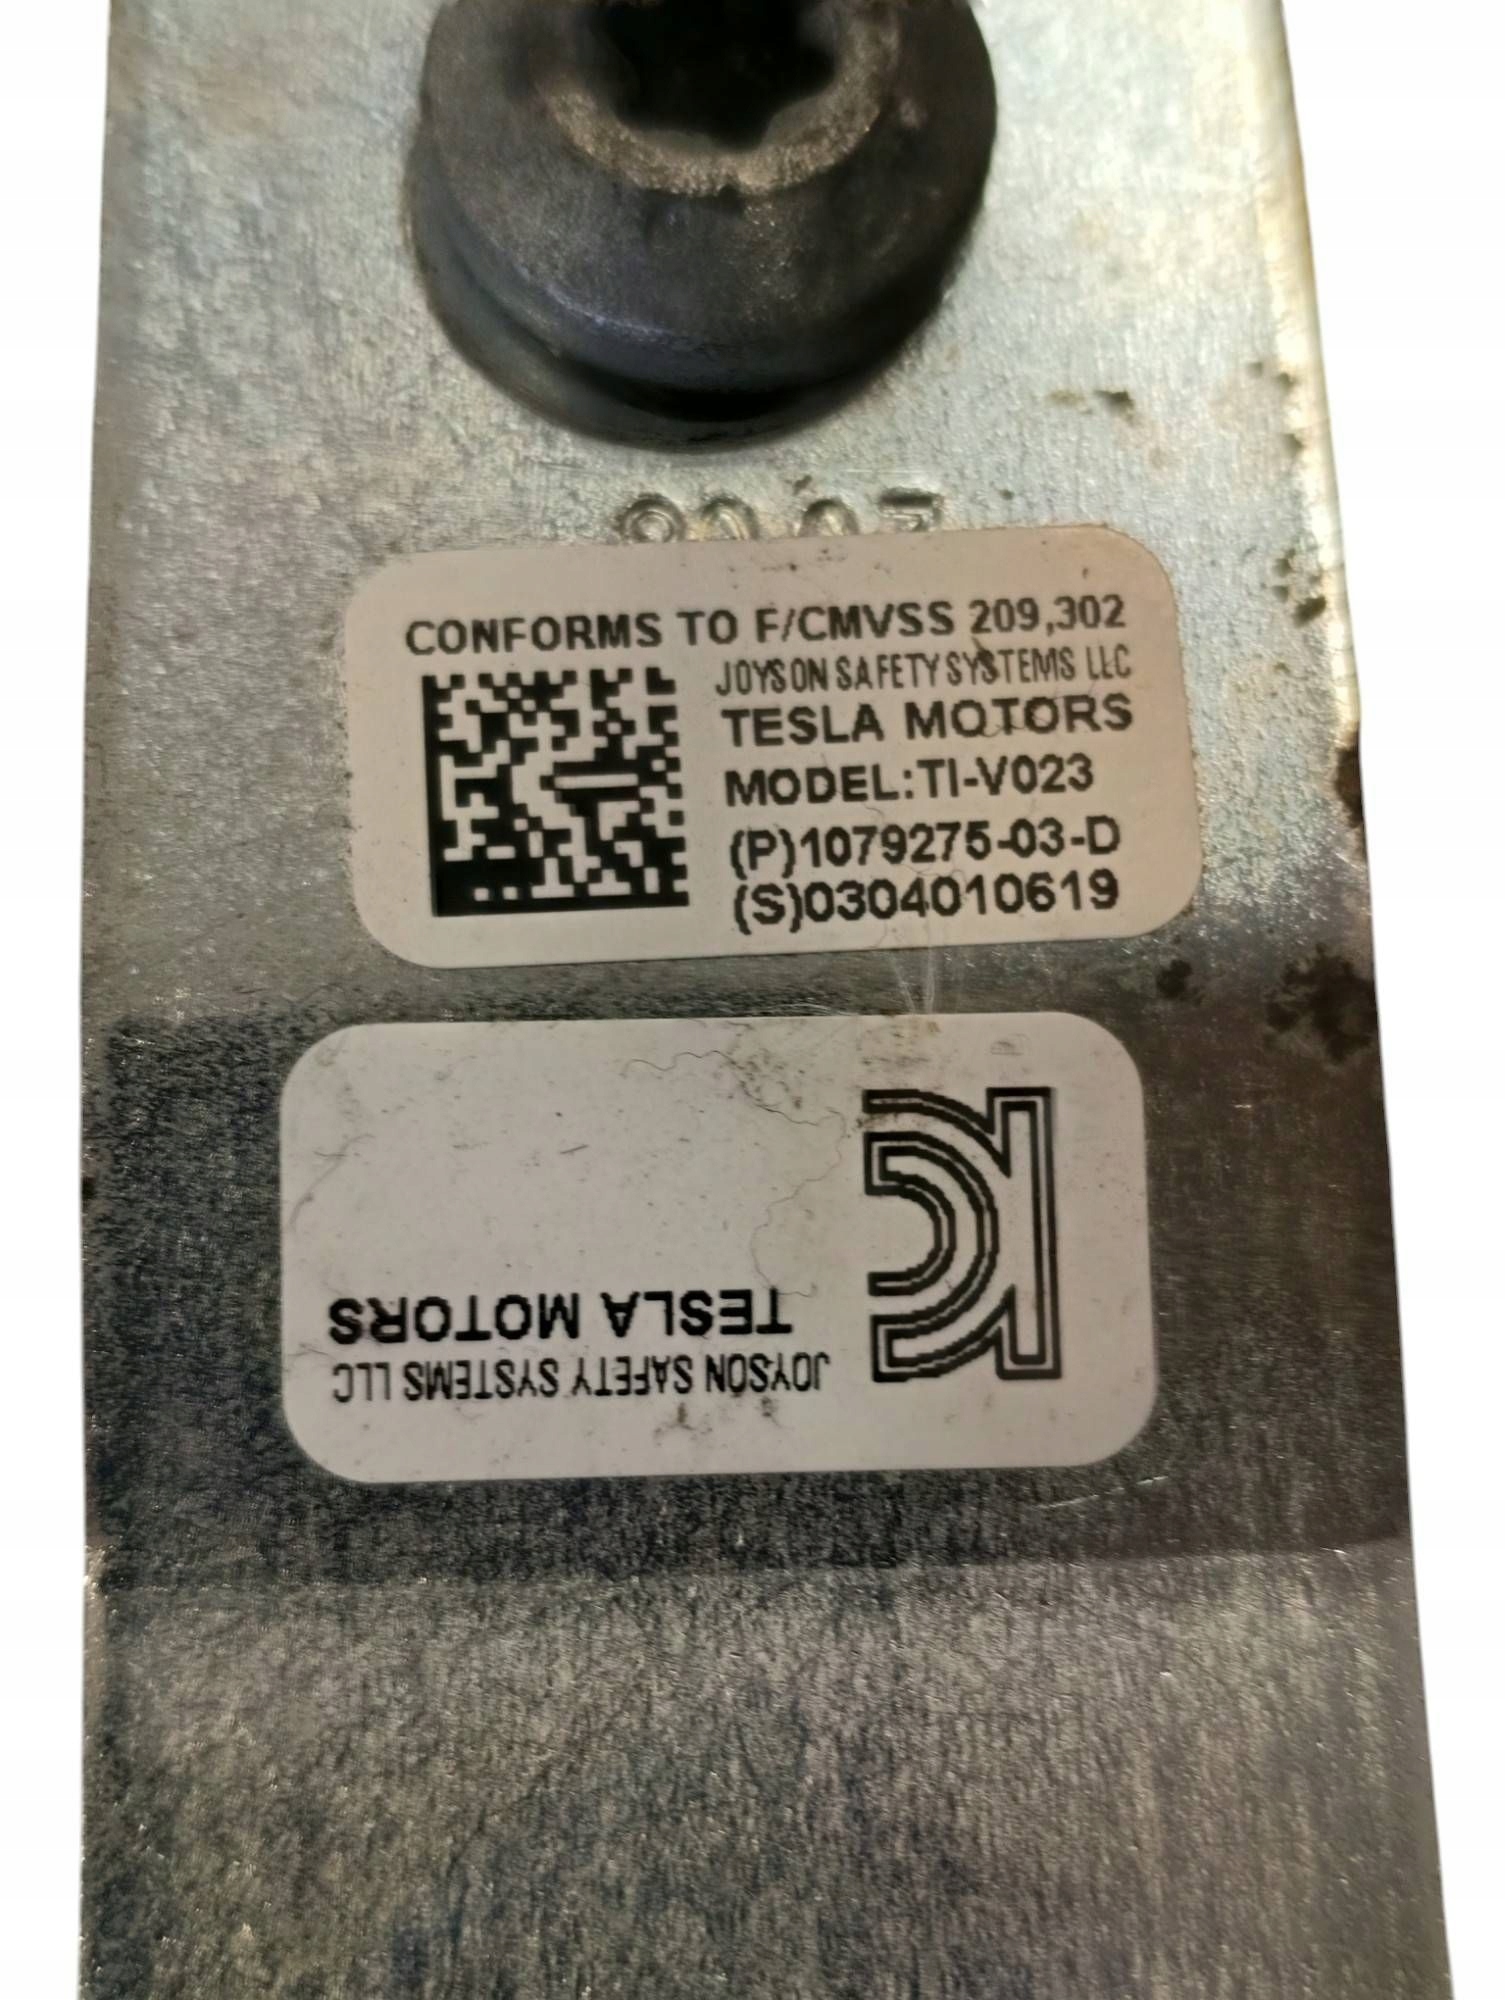 CONFORMS TO F/CMVSS 209,302
JOYSON SAFETY SYSTEMS LLC
TESLA MOTORS
MODEL:TI-V023
(P)1079275-03-D
(S)0304010619
JOYSON SAFETY SYSTEMS LLC
TESLA MOTORS